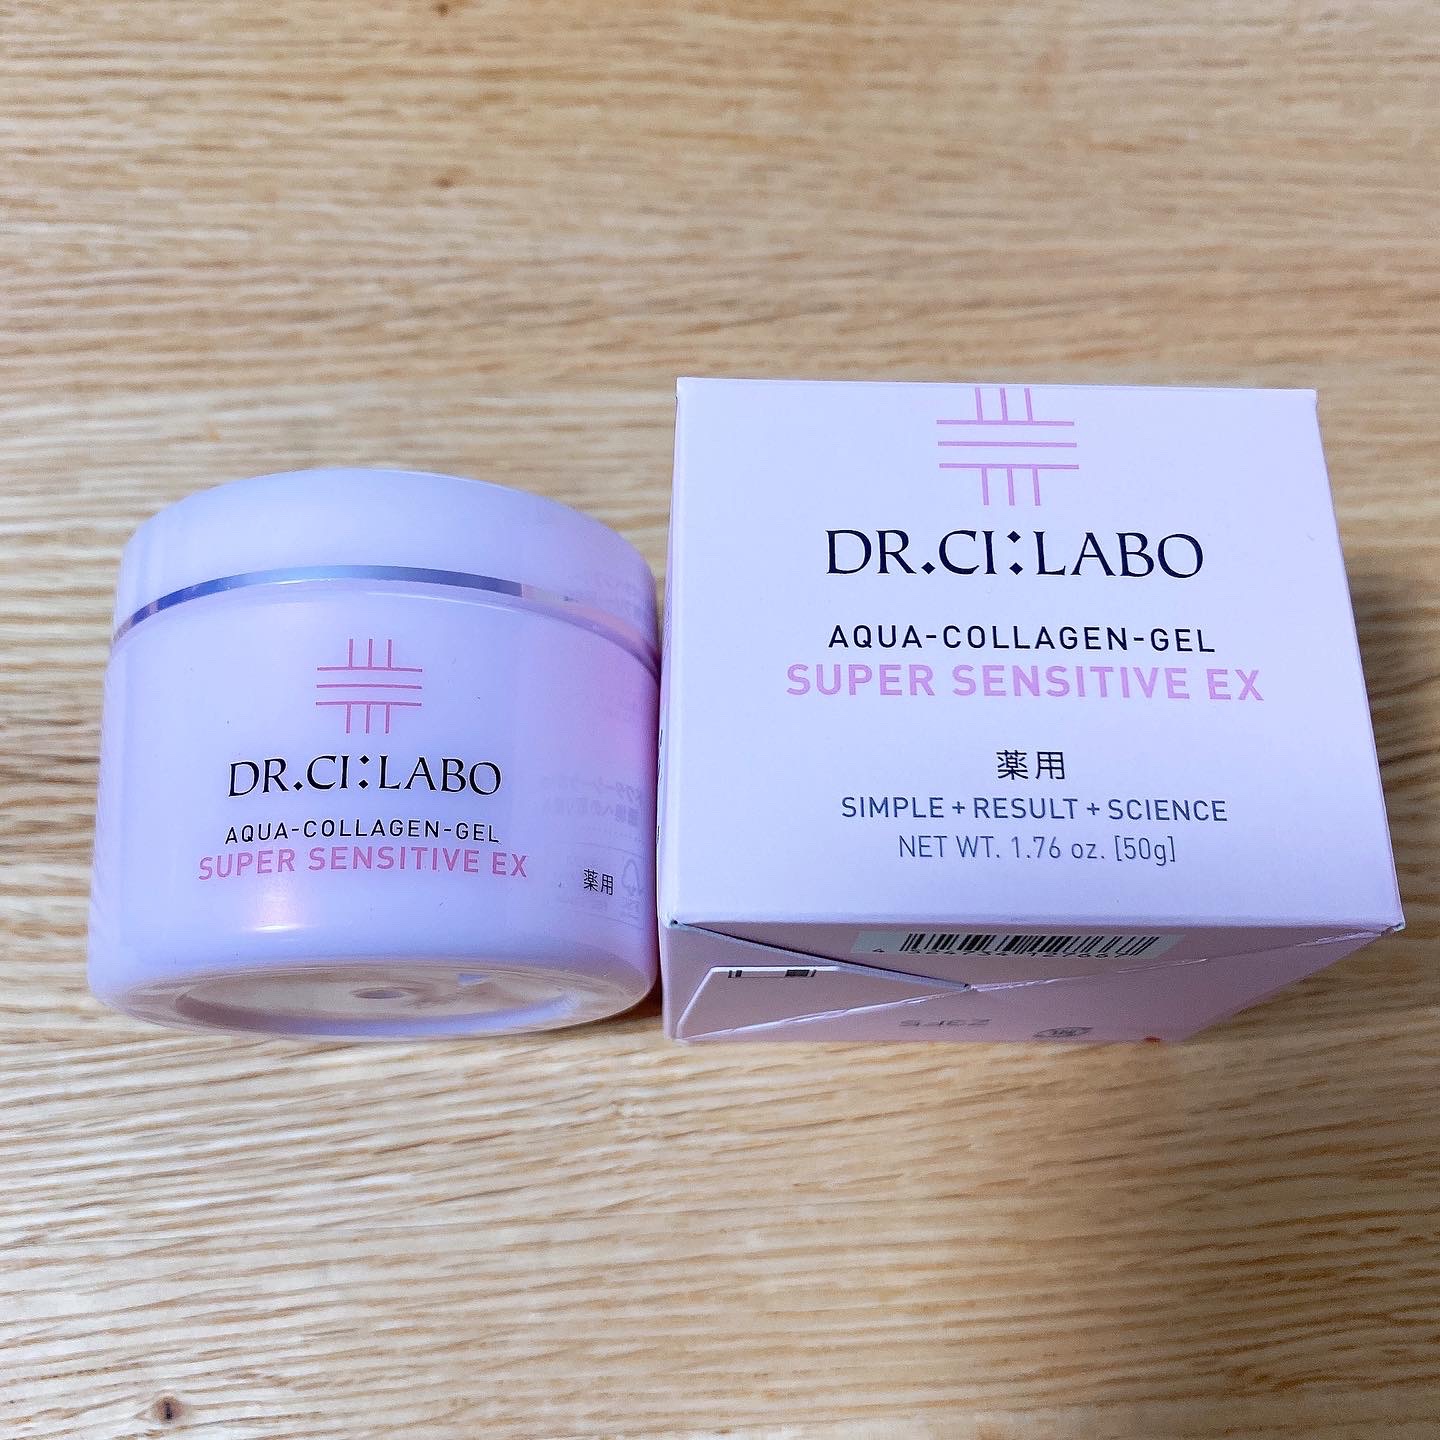 DR.CI:LABO
AQUA-COLLAGEN-GEL
SUPER SENSITIVE EX
薬用
DR.CI:LABO
AQUA-COLLAGEN-GEL
SUPER SENSITIVE EX
薬用
SIMPLE + RESULT + SCIENCE
NET WT. 1.76 oz. [50g]